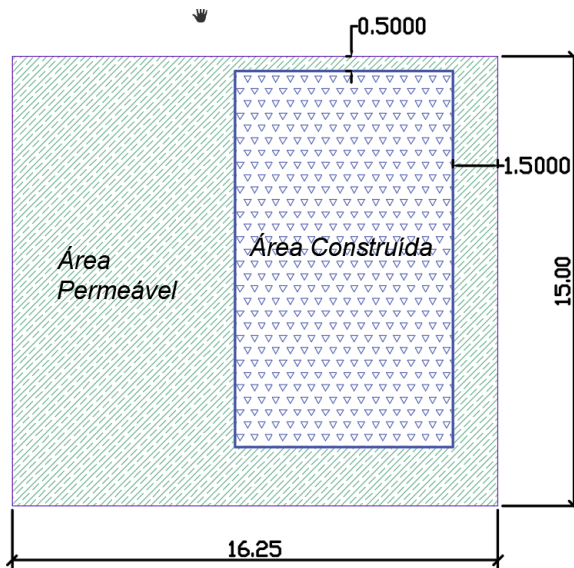 0.5000
1.5000
Área Construída
Área
Permeável
15.00
16.25